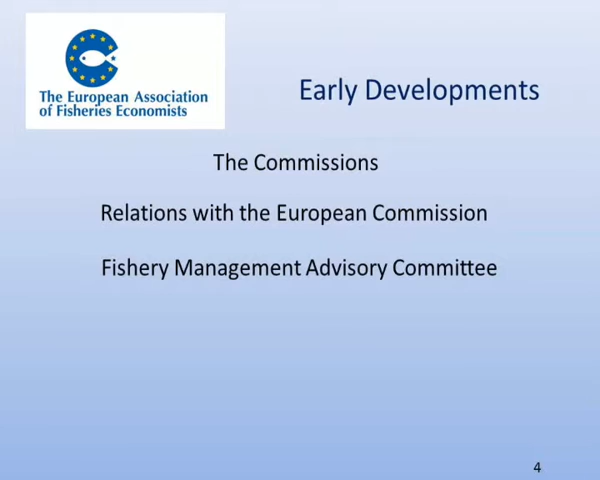 The European Association
of Fisheries Economists
Early Developments
The Commissions
Relations with the European Commission
Fishery Management Advisory Committee
4